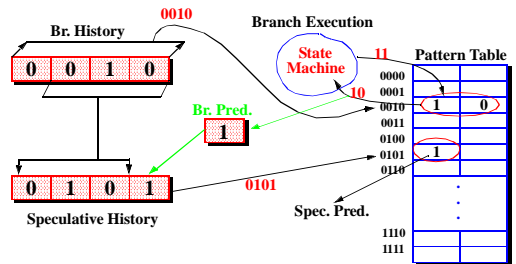 0010
Branch Execution
Br. History
State
Machine
11
Pattern Table
0 0 1 0
0000
0001
10
0010
1 0
Br. Pred.
0011
1
0100
0101
1
0110
0 1 0 1
0101
Spec. Pred.
Speculative History
1110
1111